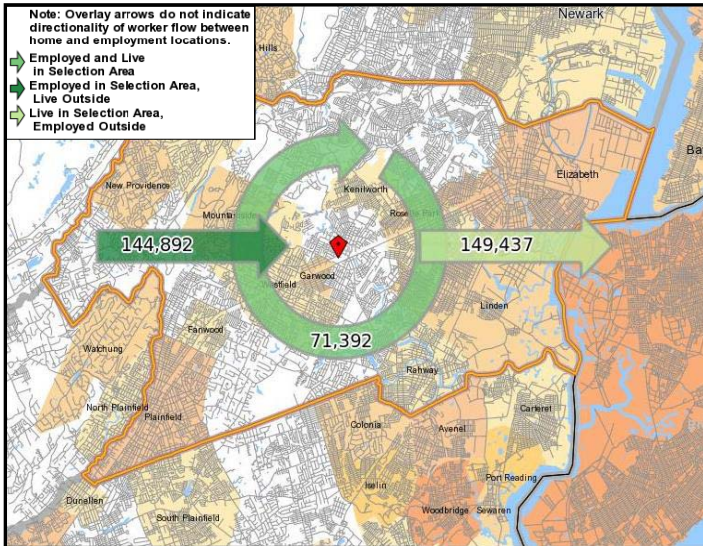 Note: Overlay arrows do not indicate
directionality of worker flow between
home and employment locations.
Employed and Live
in Selection Area
Employed in Selection Area,
Live Outside
Live in Selection Area,
Employed Outside
Newark
Hills
Elizabeth
New Providence
Kenilworth
Mountainside
Roselle Park
144,892
149,437
Garwood
Westfield
Linden
71,392
Fanwood
Watchung
Rahway
Carteret
North Plainfield
Plainfield
Colonia
Avenel
Iselin
Port Reading
Dunellen
South Plainfield
Woodbridge
Sewaren